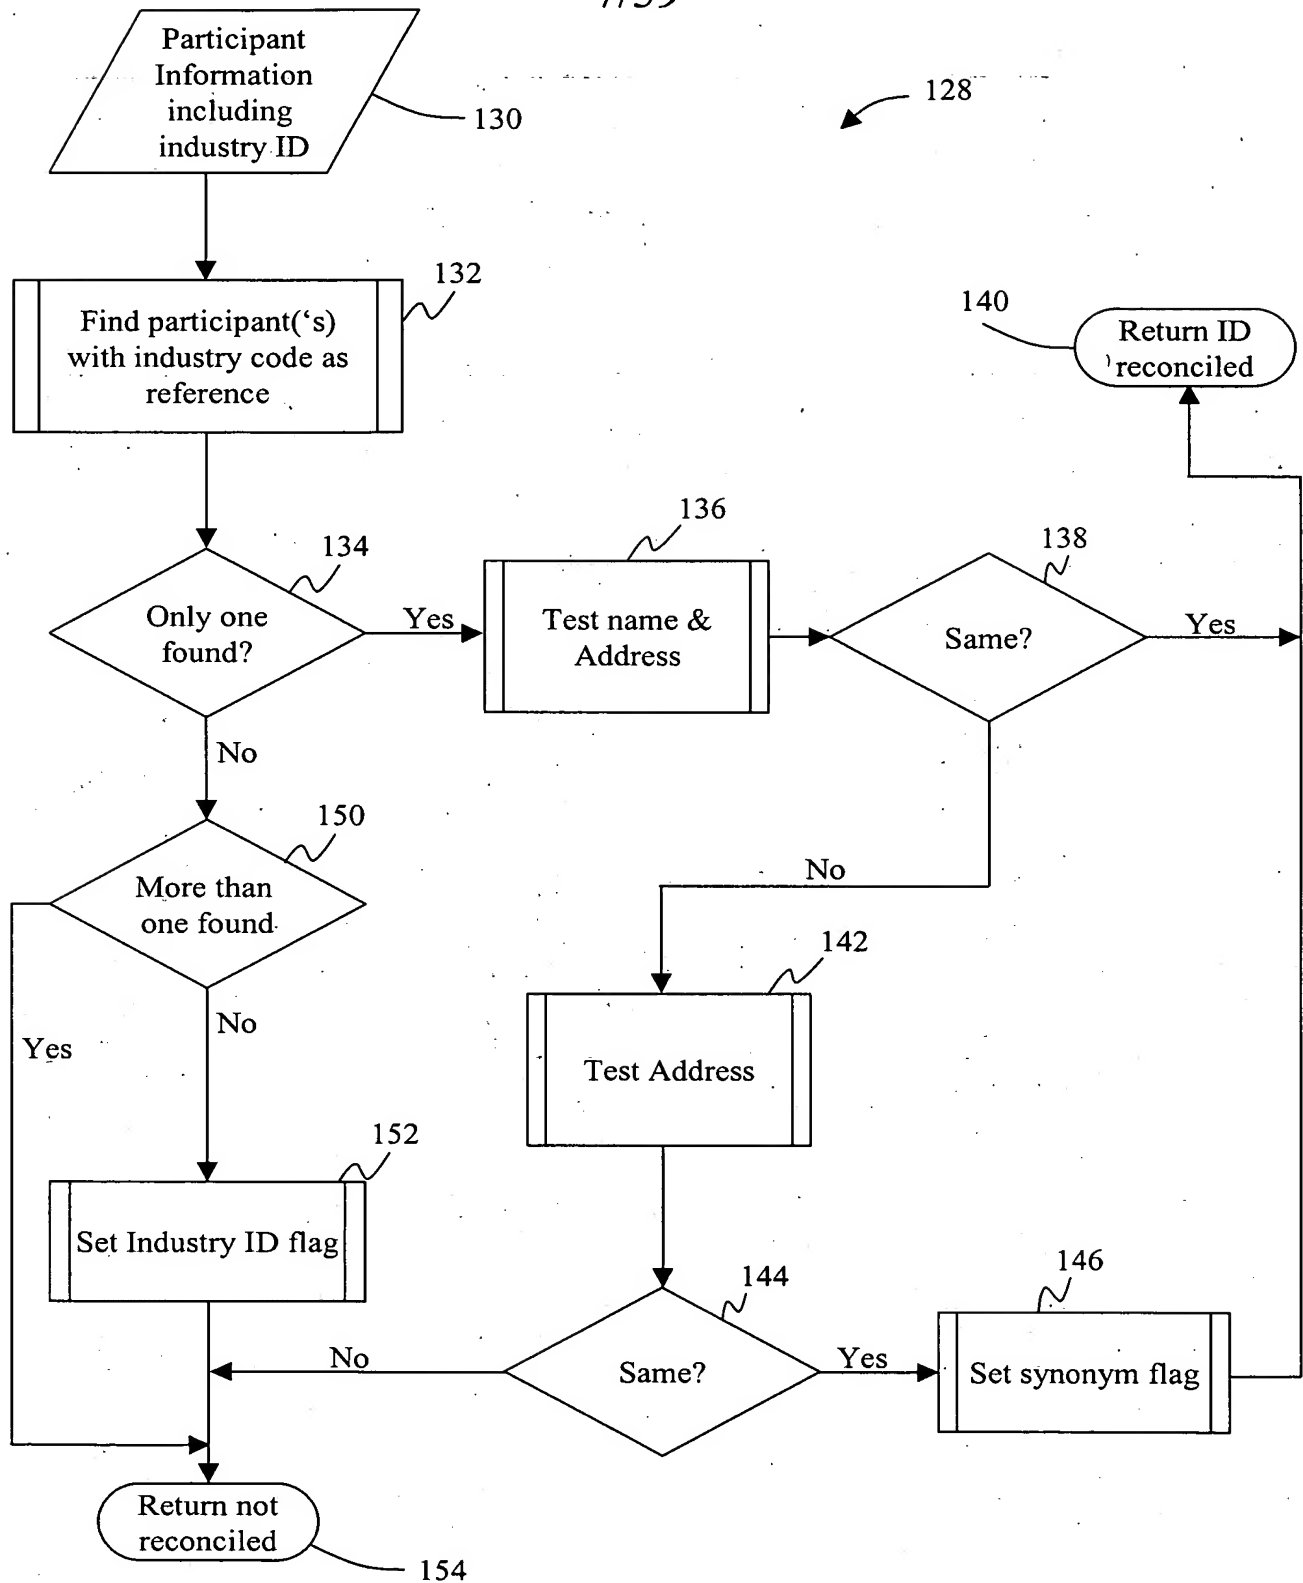 Participant
Information
including
industry ID
130
128
132
Find participant('s)
with industry code as
reference
140
Return ID
reconciled
134
Only one
found?
Yes
136
Test name &
Address
138
Same?
Yes
No
150
More than
one found
No
142
Test Address
No
Yes
152
Set Industry ID flag
144
Same?
No
Yes
146
Set synonym flag
Return not
reconciled
154